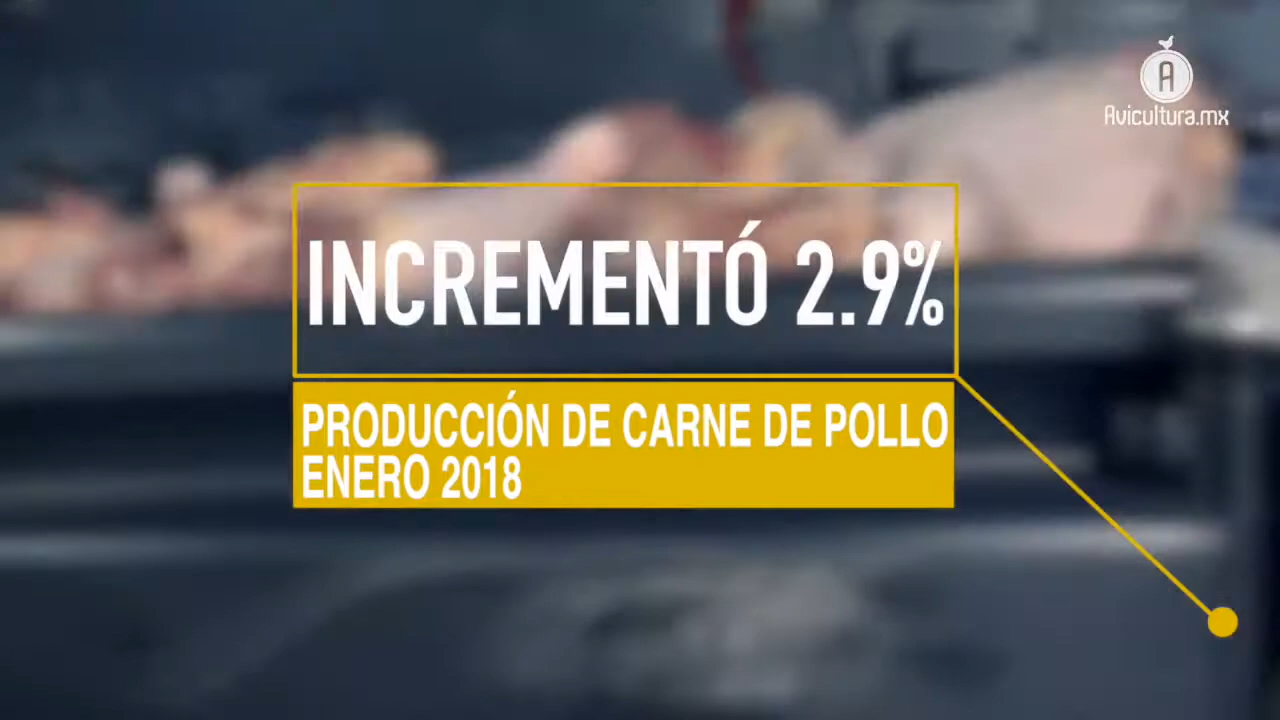 A
Avicultura.mx
INCREMENTÓ 2.9%
PRODUCCIÓN DE CARNE DE POLLO
ENERO 2018